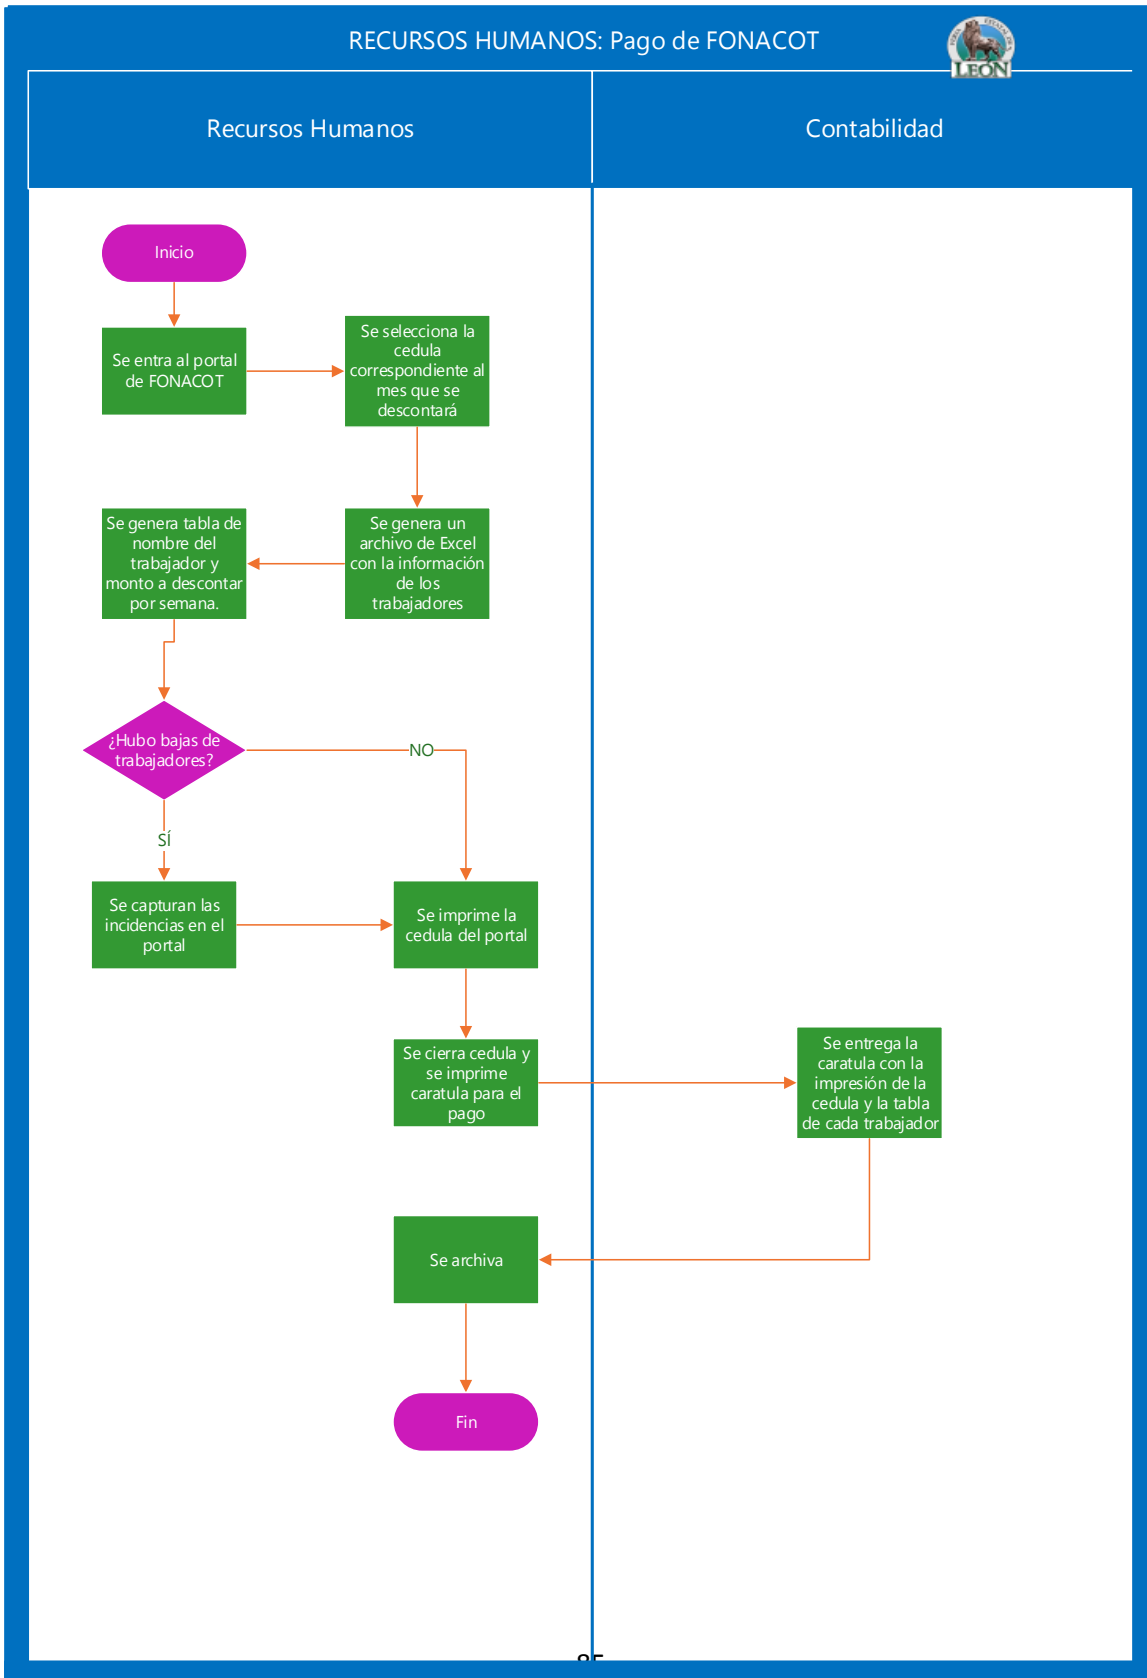 RECURSOS HUMANOS: Pago de FONACOT
LEÓN
Recursos Humanos
Contabilidad
Inicio
Se entra al portal
de FONACOT
Se selecciona la
cedula
correspondiente al
mes que se
descontará
Se genera tabla de
nombre del
trabajador y
monto a descontar
por semana.
Se genera un
archivo de Excel
con la información
de los
trabajadores
¿Hubo bajas de
trabajadores?
NO
SÍ
Se capturan las
incidencias en el
portal
Se imprime la
cedula del portal
Se cierra cedula y
se imprime
caratula para el
pago
Se entrega la
caratula con la
impresión de la
cedula y la tabla
de cada trabajador
Se archiva
Fin